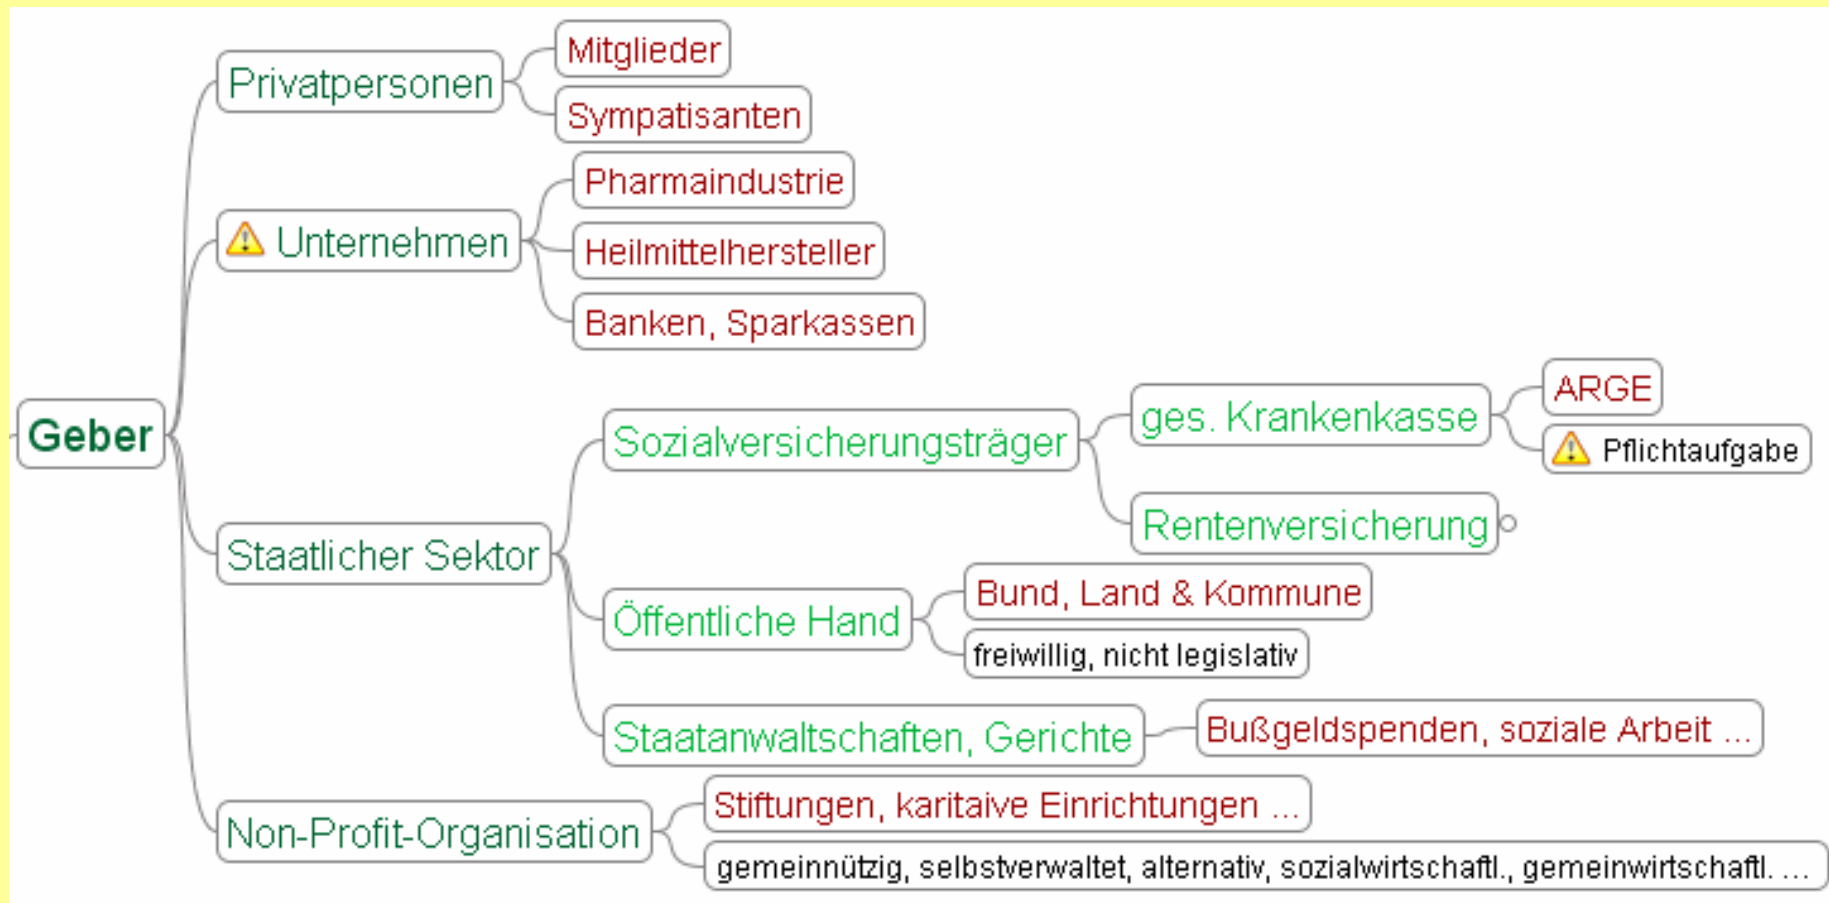 Geber
Privatpersonen
Mitglieder
Sympatisanten
Unternehmen
Pharmaindustrie
Heilmittelhersteller
Banken, Sparkassen
Staatlicher Sektor
Sozialversicherungsträger
ges. Krankenkasse
ARGE
Pflichtaufgabe
Rentenversicherung
Öffentliche Hand
Bund, Land & Kommune
freiwillig, nicht legislativ
Staatanwaltschaften, Gerichte
Bußgeldspenden, soziale Arbeit ...
Non-Profit-Organisation
Stiftungen, karitaive Einrichtungen ...
gemeinnützig, selbstverwaltet, alternativ, sozialwirtschaftl., gemeinwirtschaftl. ...